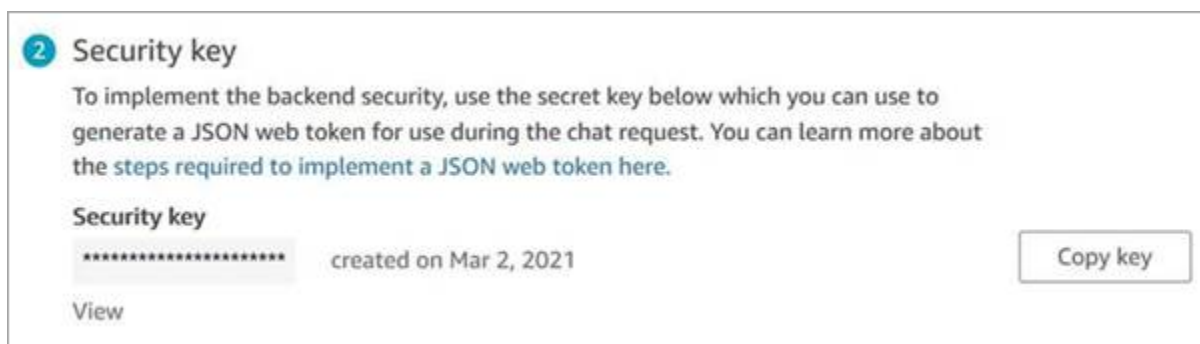 2 Security key
To implement the backend security, use the secret key below which you can use to
generate a JSON web token for use during the chat request. You can learn more about
the steps required to implement a JSON web token here.
Security key
********************** created on Mar 2, 2021 Copy key
View